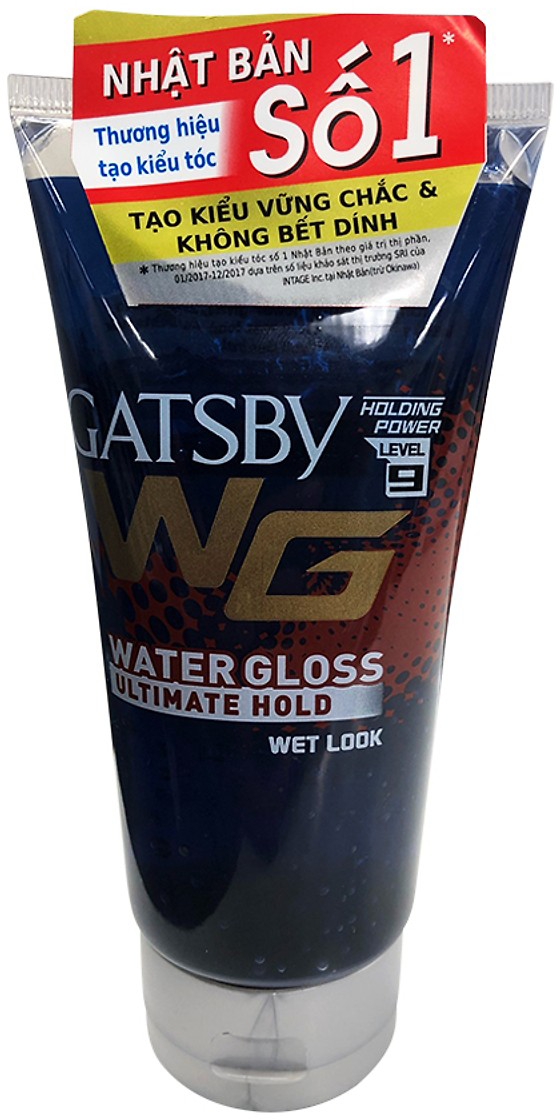 NHẬT BẢN
Số 1*
Thương hiệu
tạo kiểu tóc
TẠO KIỂU VỮNG CHẮC &
KHÔNG BẾT DÍNH
* Thương hiệu tạo kiểu tóc số 1 Nhật Bản theo giá trị thị phần,
01/2017-12/2017 dựa trên số liệu khảo sát thị trường SRI của
INTAGE Inc. tại Nhật Bản(trừ Okinawa)
GATSBY
HOLDING
POWER
LEVEL
9
WG
WATER GLOSS
ULTIMATE HOLD
WET LOOK